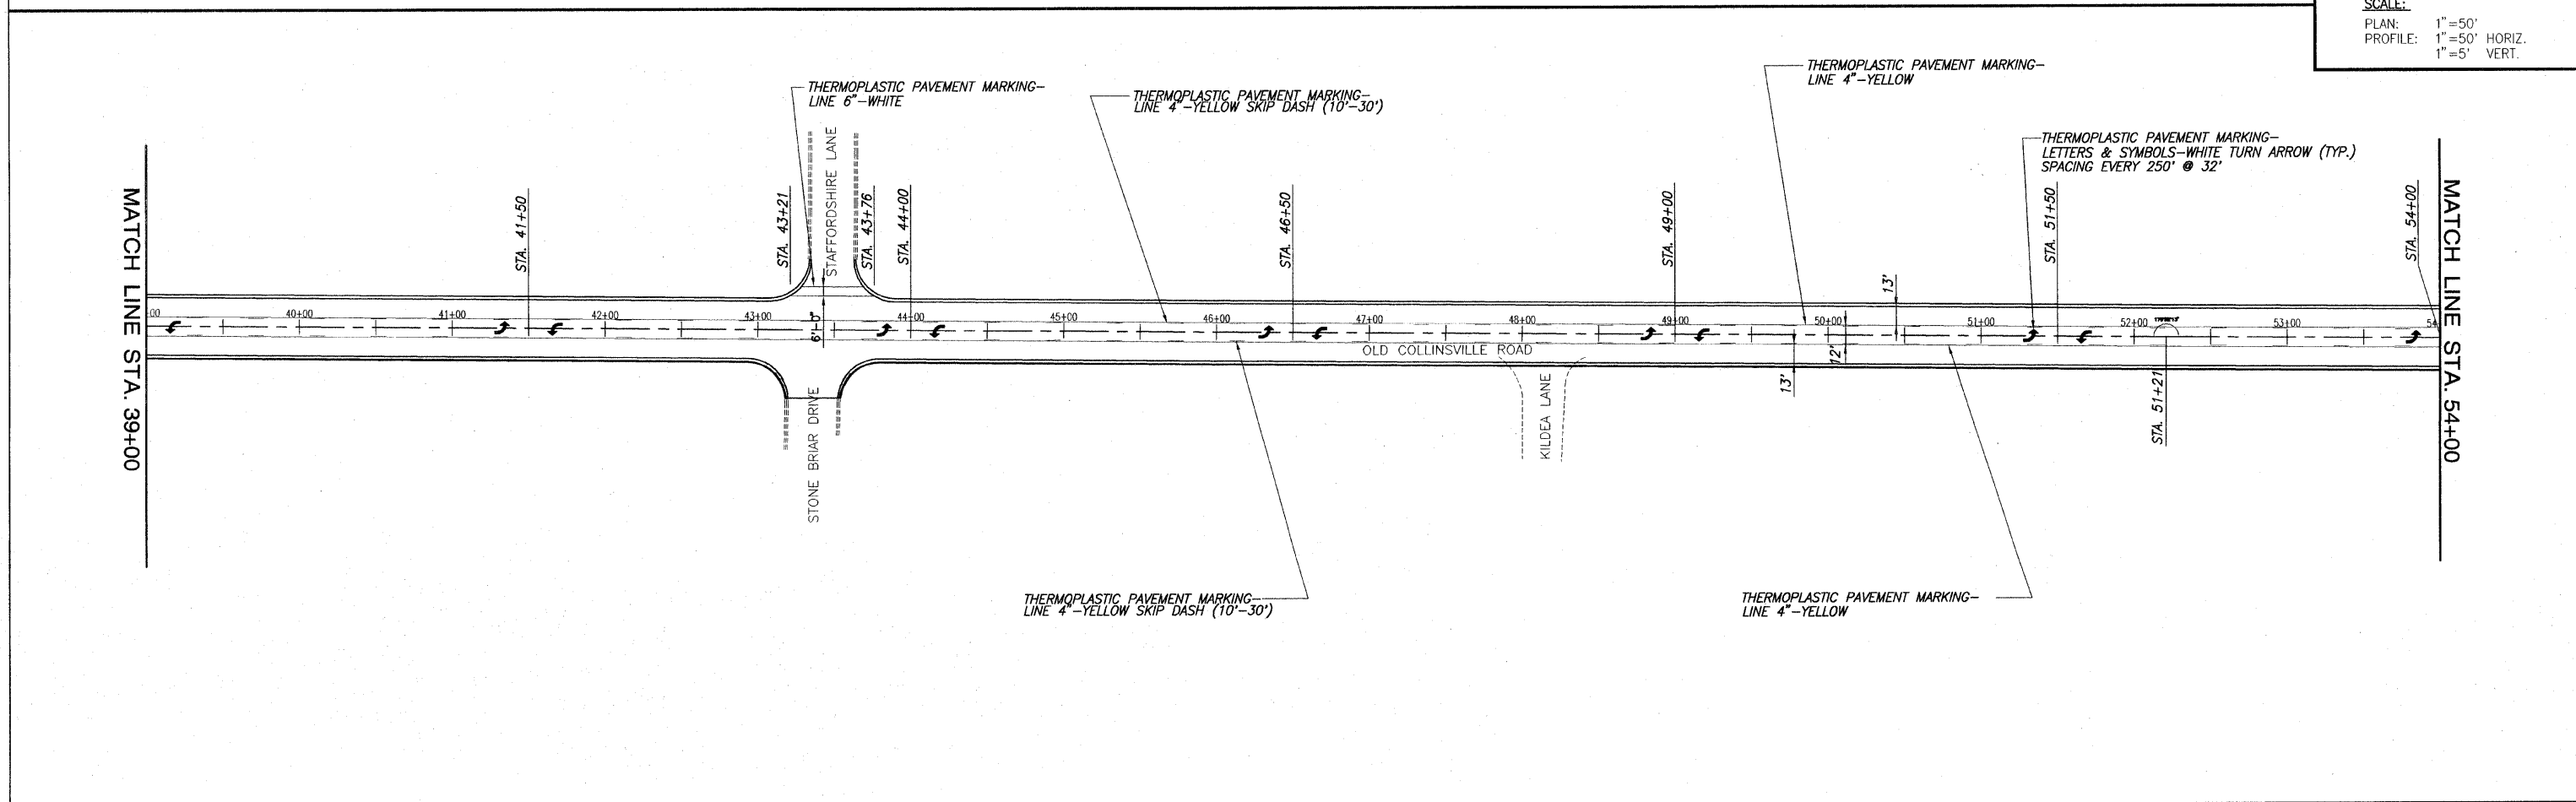 SCALE:
PLAN: 1"=50'
PROFILE: 1"=50' HORIZ.
1"=5' VERT.
THERMOPLASTIC PAVEMENT MARKING-
LINE 4"-YELLOW
THERMOPLASTIC PAVEMENT MARKING-
LINE 6"-WHITE
THERMOPLASTIC PAVEMENT MARKING-
LINE 4"-YELLOW SKIP DASH (10'-30')
THERMOPLASTIC PAVEMENT MARKING-
LETTERS & SYMBOLS-WHITE TURN ARROW (TYP.)
SPACING EVERY 250' @ 32'
MATCH LINE STA. 39+00
STA. 41+50
STA. 43+21
STAFFORDSHIRE LANE
STA. 43+76
STA. 44+00
STA. 46+50
STA. 49+00
STA. 51+50
STA. 54+00
MATCH LINE STA. 54+00
13'
00
40+00
41+00
42+00
43+00
44+00
45+00
46+00
47+00
48+00
49+00
50+00
51+00
52+00
53+00
54
6'-0"
OLD COLLINSVILLE ROAD
12'
13'
STA. 51+21
STONE BRIAR DRIVE
KILDEA LANE
THERMOPLASTIC PAVEMENT MARKING-
LINE 4"-YELLOW SKIP DASH (10'-30')
THERMOPLASTIC PAVEMENT MARKING-
LINE 4"-YELLOW